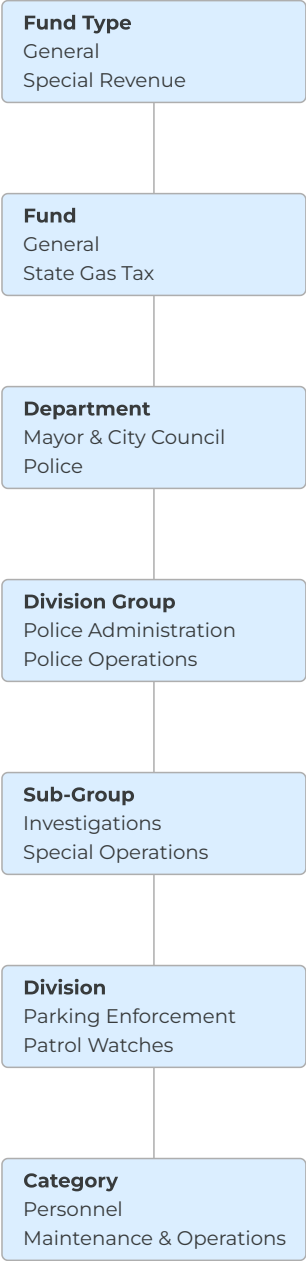 Fund Type
General
Special Revenue
Fund
General
State Gas Tax
Department
Mayor & City Council
Police
Division Group
Police Administration
Police Operations
Sub-Group
Investigations
Special Operations
Division
Parking Enforcement
Patrol Watches
Category
Personnel
Maintenance & Operations